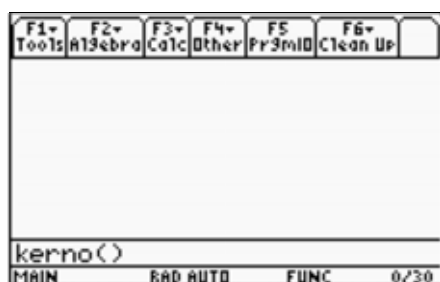 F1 F2 F3 F4 F5 F6
Tools Algebra Calc Other PrgmIO Clean Up
kerno()
MAIN RAD AUTO FUNC 0/30